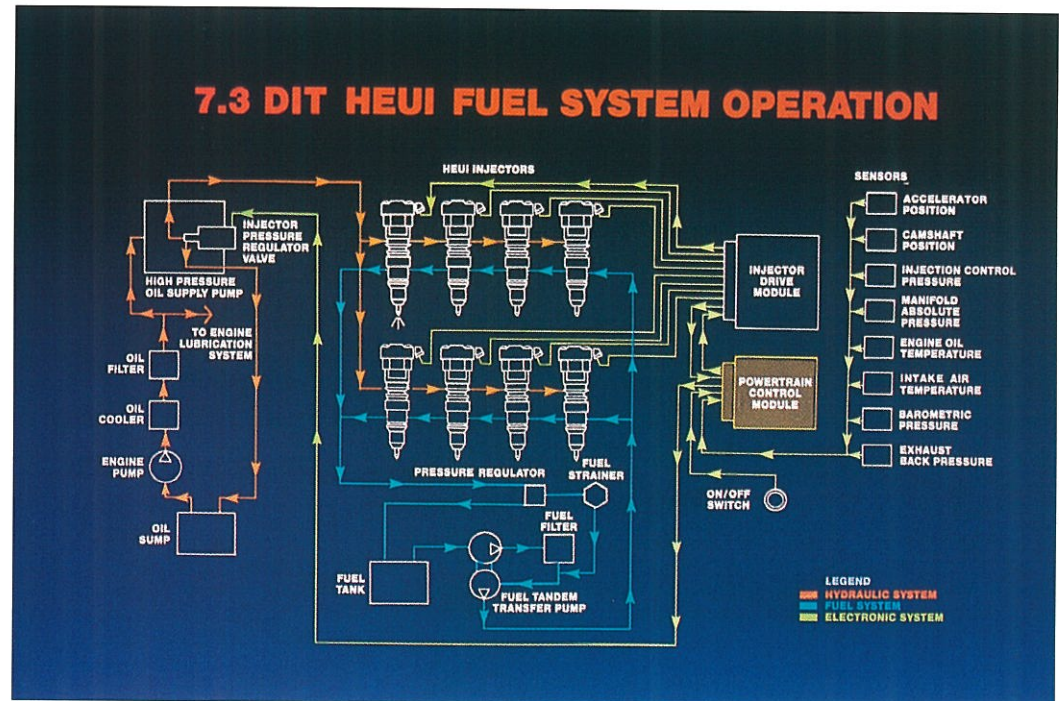 7.3 DIT HEUI FUEL SYSTEM OPERATION
HEUI INJECTORS
INJECTOR
PRESSURE
REGULATOR
VALVE
HIGH PRESSURE
OIL SUPPLY PUMP
TO ENGINE
LUBRICATION
SYSTEM
OIL
FILTER
OIL
COOLER
ENGINE
PUMP
OIL
SUMP
INJECTOR
DRIVE
MODULE
POWERTRAIN
CONTROL
MODULE
SENSORS
ACCELERATOR
POSITION
CAMSHAFT
POSITION
INJECTION CONTROL
PRESSURE
MANIFOLD
ABSOLUTE
PRESSURE
ENGINE OIL
TEMPERATURE
INTAKE AIR
TEMPERATURE
BAROMETRIC
PRESSURE
EXHAUST
BACK PRESSURE
ON/OFF
SWITCH
PRESSURE REGULATOR
FUEL
STRAINER
FUEL
FILTER
FUEL
TANK
FUEL TANDEM
TRANSFER PUMP
LEGEND
HYDRAULIC SYSTEM
FUEL SYSTEM
ELECTRONIC SYSTEM